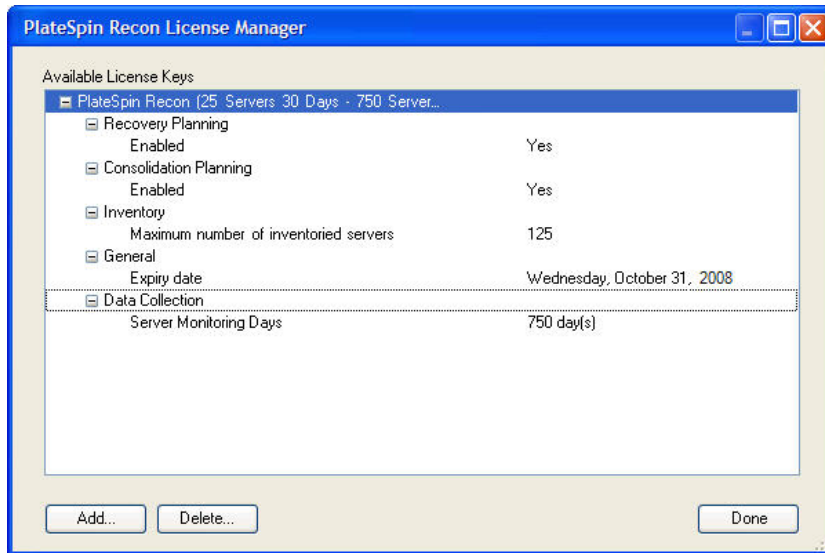 PlateSpin Recon License Manager
Available License Keys
PlateSpin Recon (25 Servers 30 Days - 750 Server...
Recovery Planning
Enabled Yes
Consolidation Planning
Enabled Yes
Inventory
Maximum number of inventoried servers 125
General
Expiry date Wednesday, October 31, 2008
Data Collection
Server Monitoring Days 750 day(s)
Add... Delete... Done